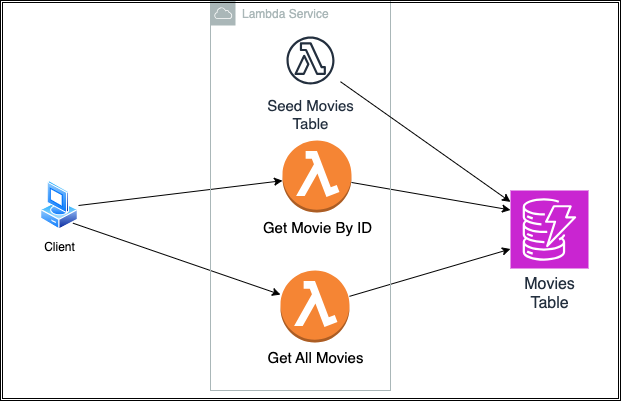 Lambda Service
Seed Movies
Table
Get Movie By ID
Client
Movies
Table
Get All Movies